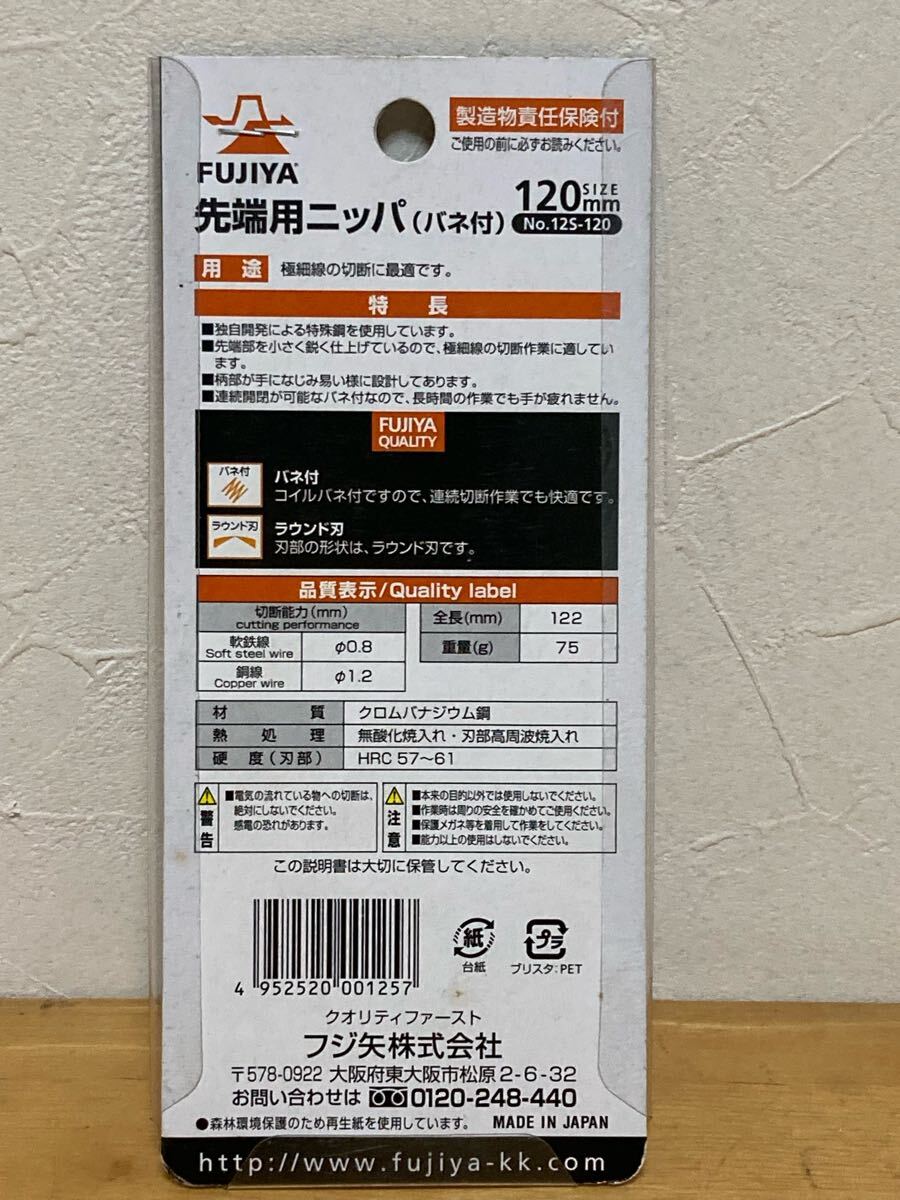 FUJIYA
製造物責任保険付
ご使用の前に必ずお読みください。
先端用ニッパ(バネ付)
120mm SIZE
No.12S-120
用途 極細線の切断に最適です。
特長
■独自開発による特殊鋼を使用しています。
■先端部を小さく鋭く仕上げているので、極細線の切断作業に適してい
ます。
■柄部が手になじみ易い様に設計してあります。
■連続開閉が可能なバネ付なので、長時間の作業でも手が疲れません。
FUJIYA
QUALITY
バネ付
バネ付
コイルバネ付ですので、連続切断作業でも快適です。
ラウンド刃
ラウンド刃
刃部の形状は、ラウンド刃です。
品質表示/Quality label
切断能力(mm)
cutting performance
軟鉄線
Soft steel wire
φ0.8
銅線
Copper wire
φ1.2
全長(mm) 122
重量(g) 75
材質 クロムバナジウム鋼
熱処理 無酸化焼入れ・刃部高周波焼入れ
硬度(刃部) HRC 57～61
警告
■電気の流れている物への切断は、
絶対にしないでください。
感電の恐れがあります。
注意
■本来の目的以外では使用しないでください。
■作業時は周りの安全を確かめてご使用ください。
■保護メガネ等を着用して作業をしてください。
■能力以上の使用はしないでください。
この説明書は大切に保管してください。
4 952520 001257
紙
台紙
プラ
ブリスタ:PET
クオリティファースト
フジ矢株式会社
〒578-0922 大阪府東大阪市松原2-6-32
お問い合わせは 0120-248-440
●森林環境保護のため再生紙を使用しています。 MADE IN JAPAN
http://www.fujiya-kk.com